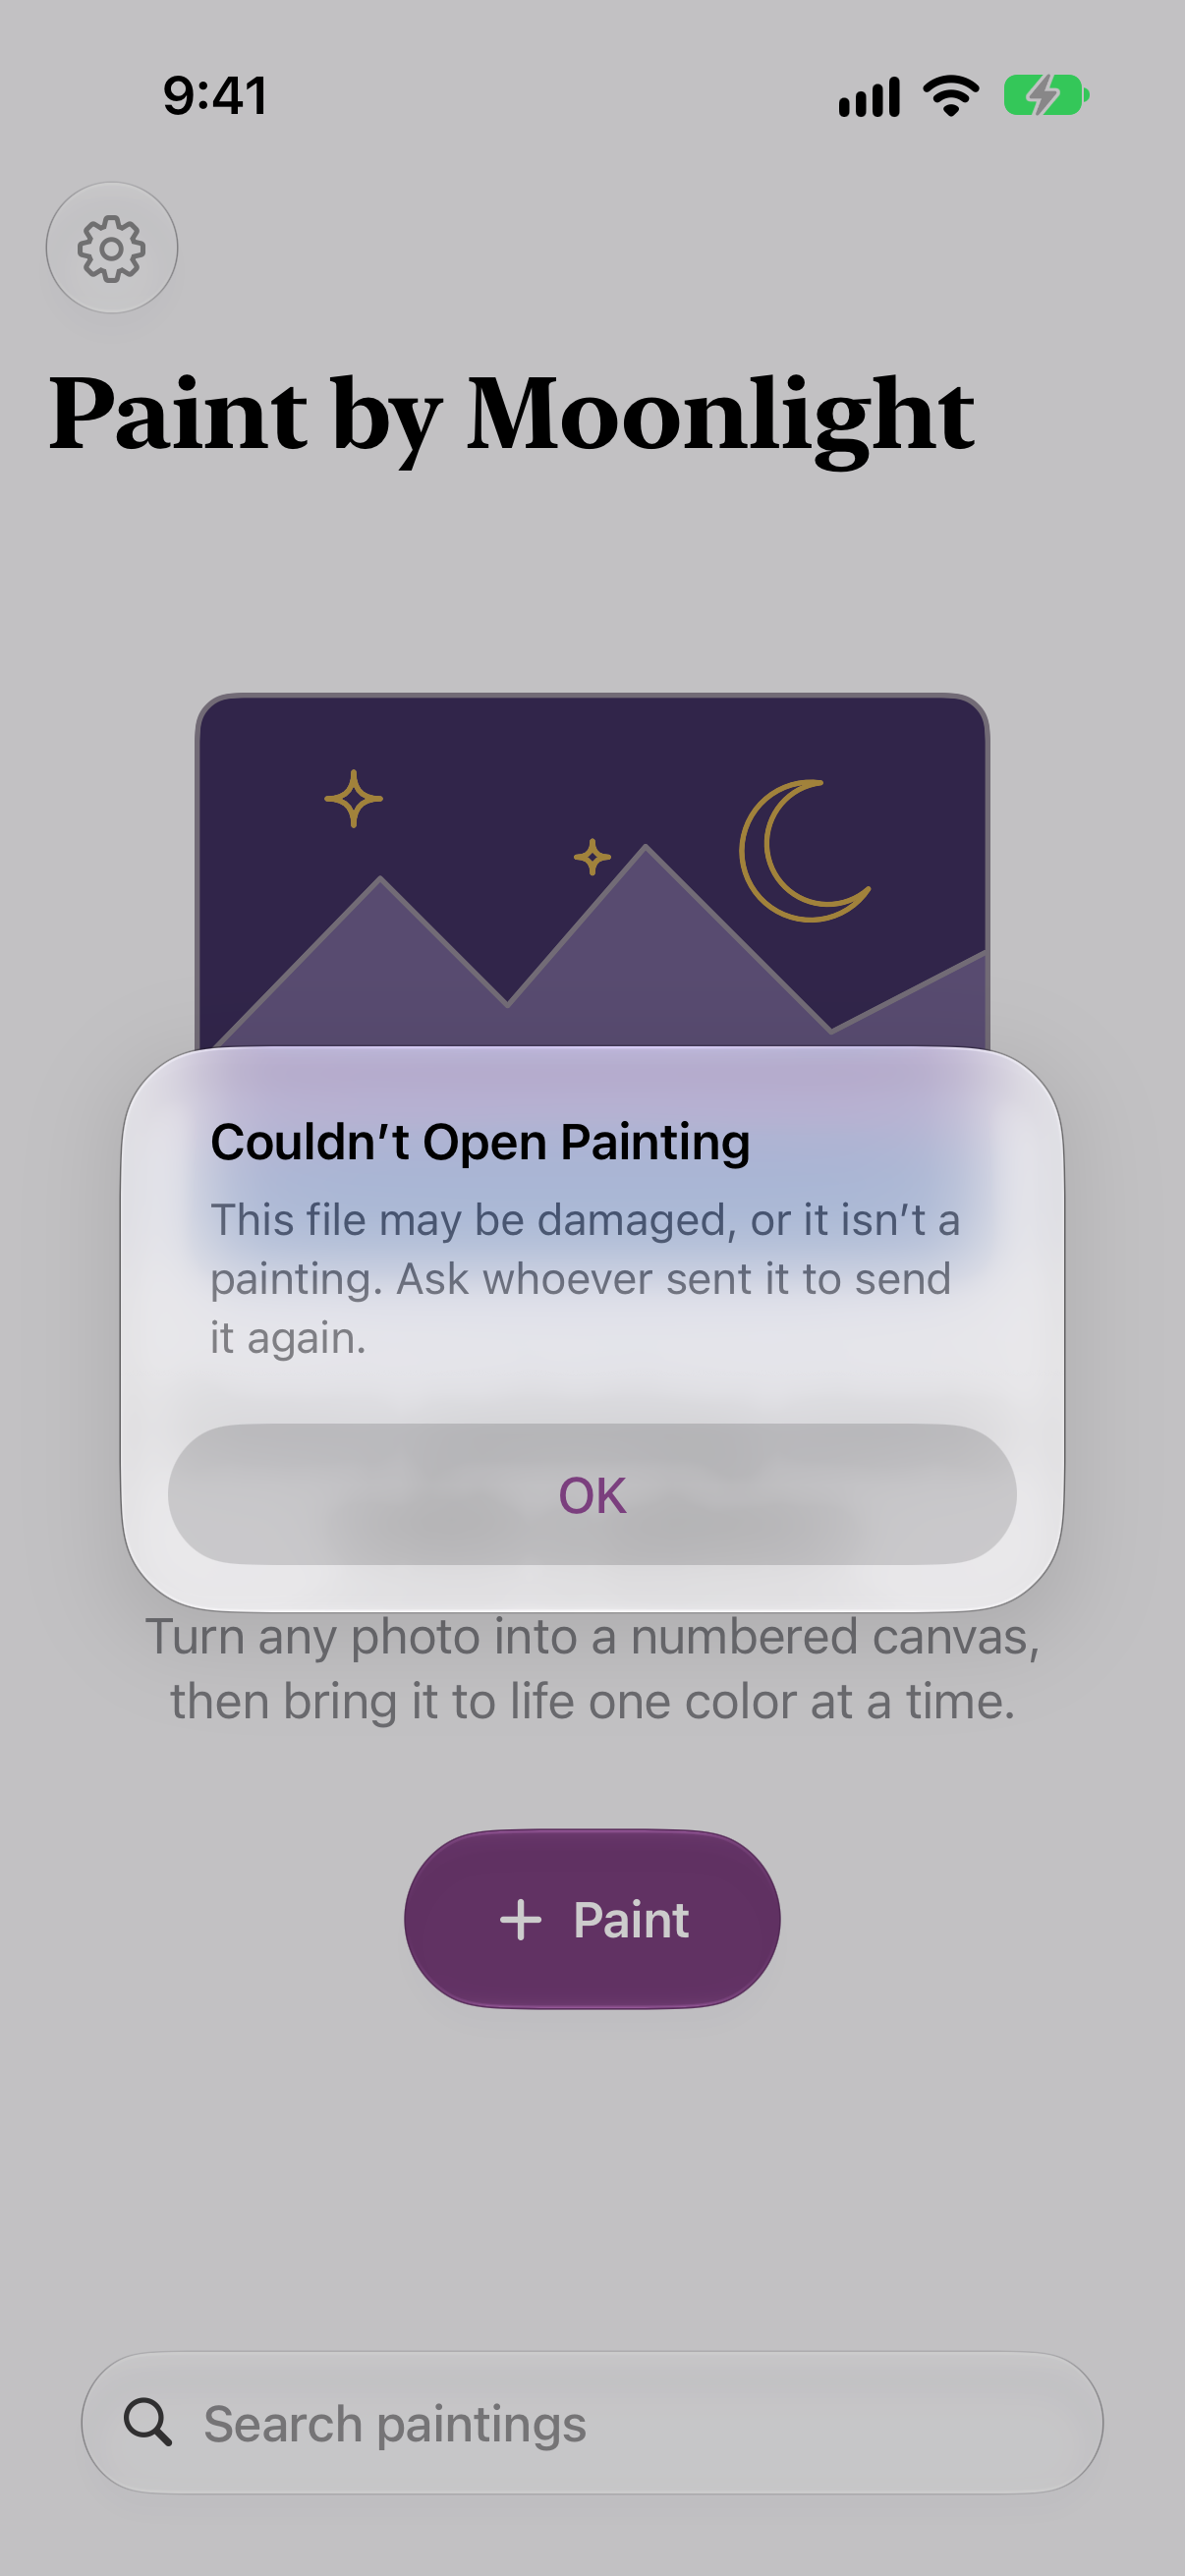 9:41
Paint by Moonlight
Couldn’t Open Painting
This file may be damaged, or it isn’t a
painting. Ask whoever sent it to send
it again.
OK
Turn any photo into a numbered canvas,
then bring it to life one color at a time.
+ Paint
Search paintings